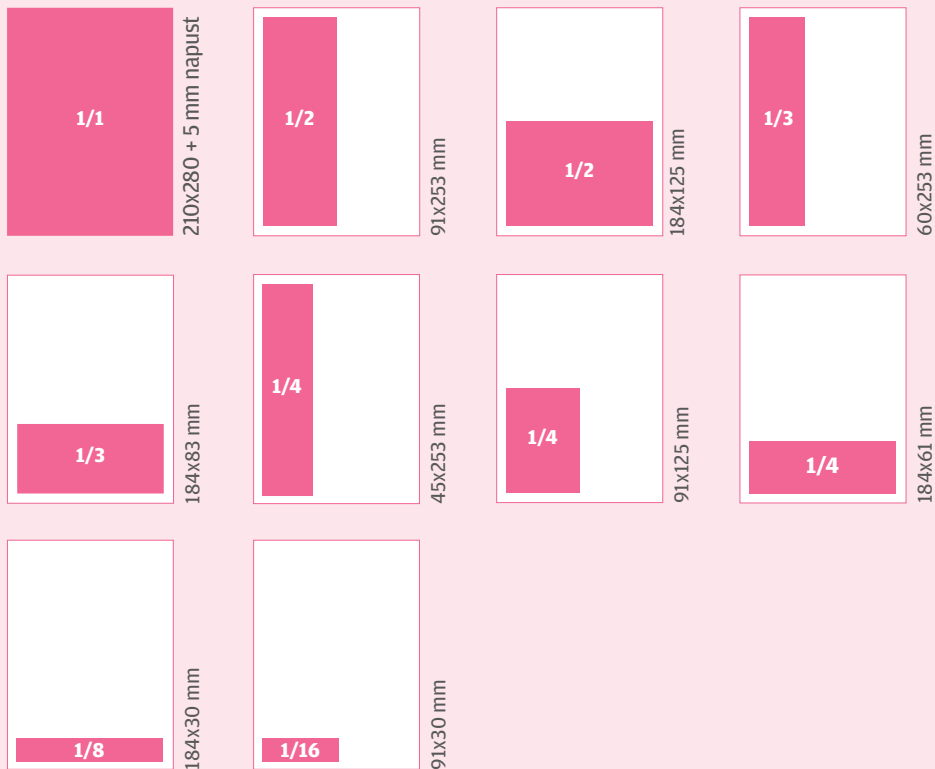 1/1
210x280 + 5 mm napust
1/2
91x253 mm
1/2
184x125 mm
1/3
60x253 mm
1/3
184x83 mm
1/4
45x253 mm
1/4
91x125 mm
1/4
184x61 mm
1/8
184x30 mm
1/16
91x30 mm